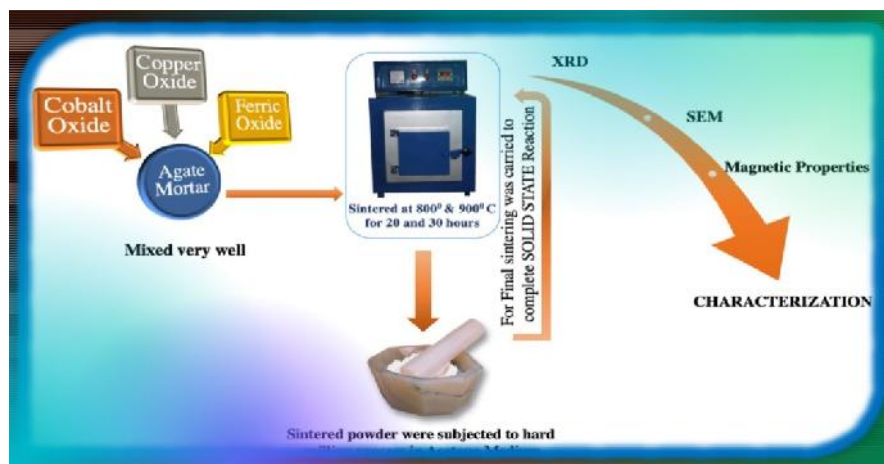 Copper
Oxide
Cobalt
Oxide
Ferric
Oxide
Agate
Mortar
Mixed very well
Sintered at 800⁰ & 900⁰ C
for 20 and 30 hours
For Final sintering was carried to
complete SOLID STATE Reaction
Sintered powder were subjected to hard
XRD
SEM
Magnetic Properties
CHARACTERIZATION